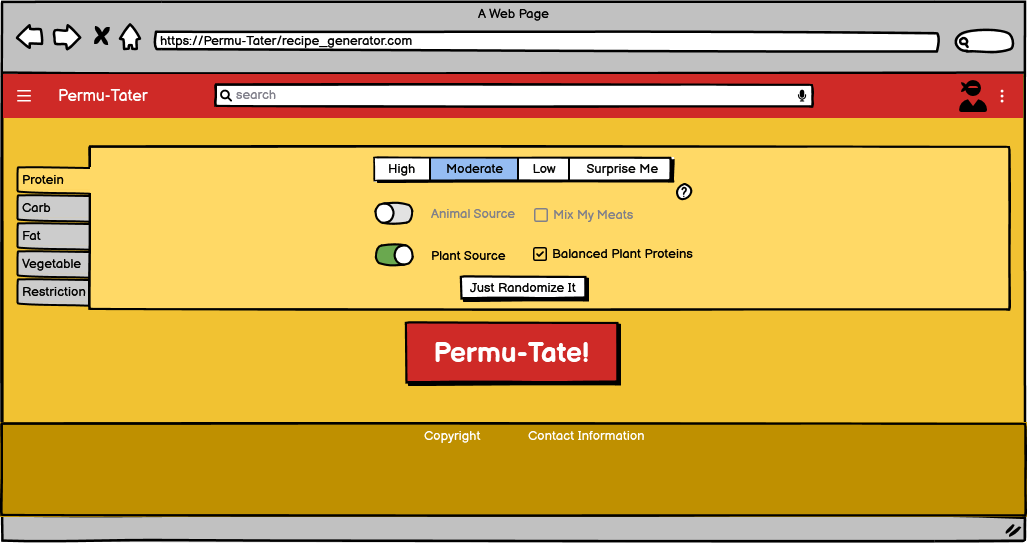 A Web Page
https://Permu-Tater/recipe_generator.com
Permu-Tater
search
High Moderate Low Surprise Me
?
Protein
Carb
Fat
Vegetable
Restriction
Animal Source Mix My Meats
Plant Source Balanced Plant Proteins
Just Randomize It
Permu-Tate!
Copyright Contact Information